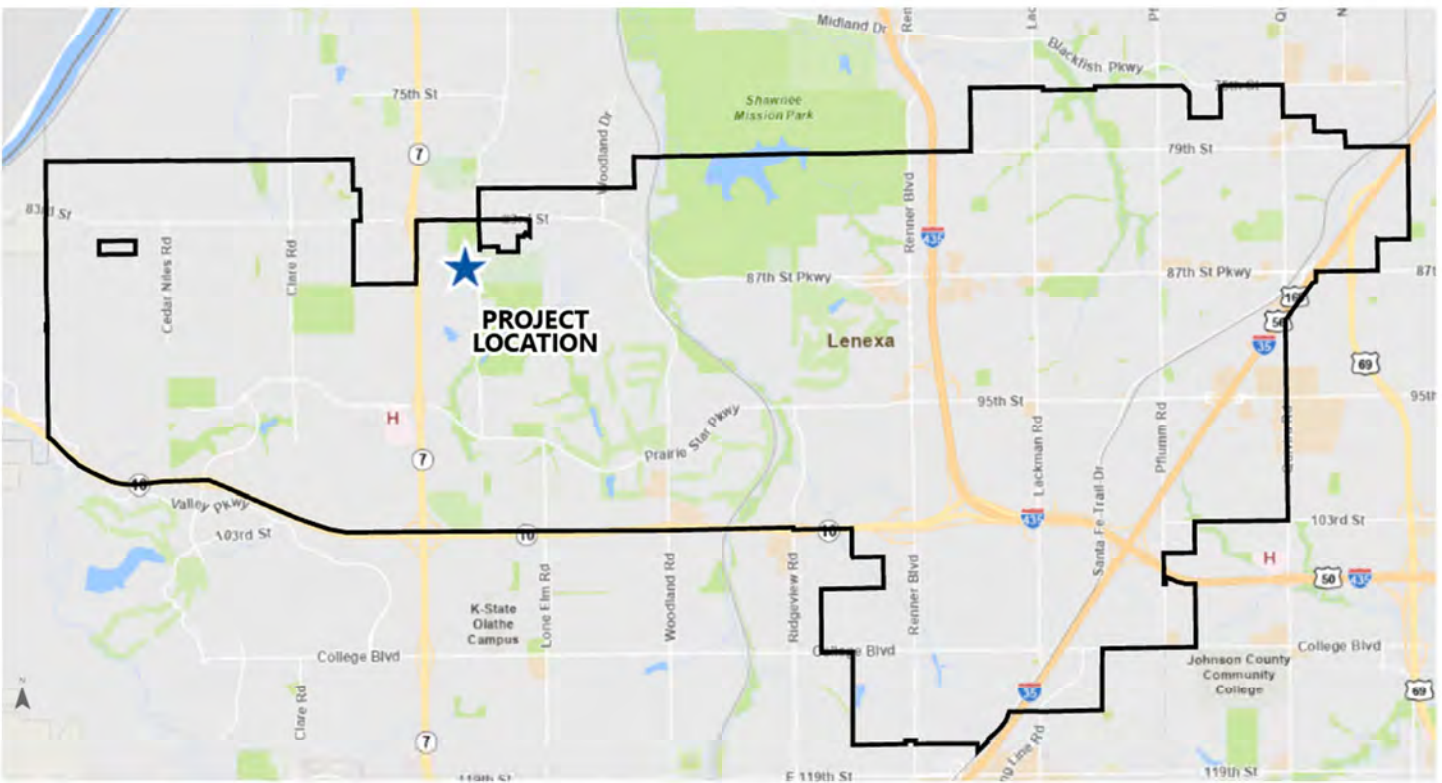 Midland Dr
Blackfish Pkwy
75th St
75th St
Shawnee
Mission Park
Woodland Dr
7
79th St
83rd St
83rd St
Renner Blvd
435
Cedar Niles Rd
Clare Rd
87th St Pkwy
87th St Pkwy
PROJECT
LOCATION
Lenexa
50
35
69
95th St
H
Lackman Rd
Pflumm Rd
Prairie Star Pkwy
7
Santa Fe Trail Dr
10
Valley Pkwy
103rd St
10
10
435
103rd St
H
50
435
K-State
Olathe
Campus
Lone Elm Rd
Woodland Rd
Ridgeview Rd
Renner Blvd
College Blvd
College Blvd
College Blvd
Johnson County
Community
College
N
Clare Rd
35
69
7
119th St
E 119th St
119th St